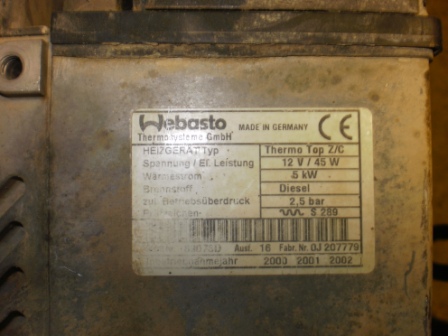 Webasto MADE IN GERMANY CE
Thermosysteme GmbH
HEIZGERÄT Typ Thermo Top Z/C
Spannung / El. Leistung 12 V / 45 W
Wärmestrom 5 kW
Brennstoff Diesel
zul. Betriebsüberdruck 2,5 bar
S 289
Ausf. 16 Fabr. Nr. 0J 207779
2000 2001 2002